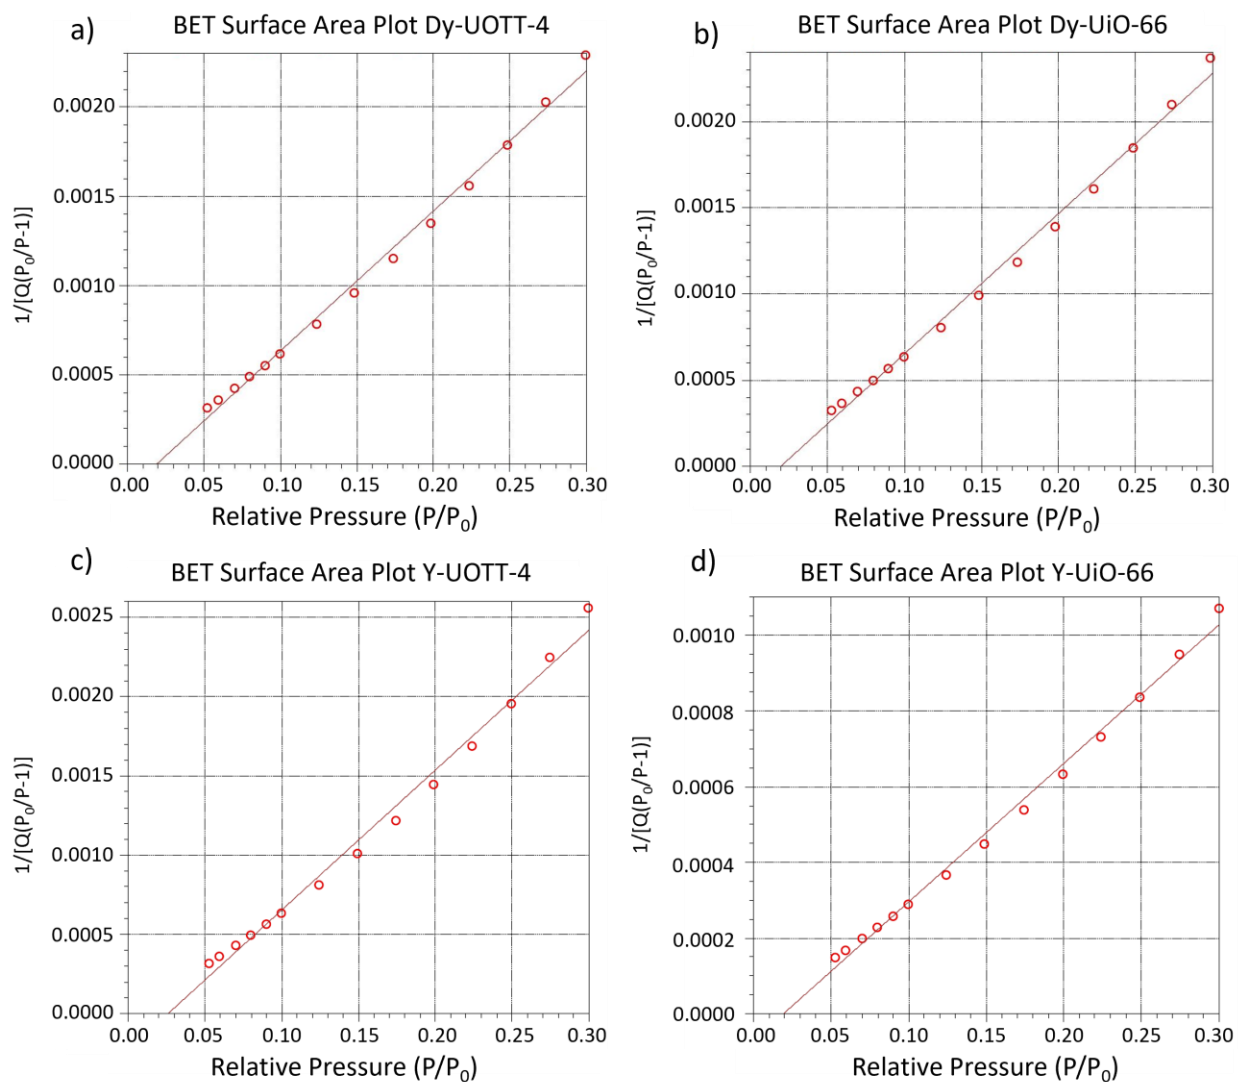 a)
BET Surface Area Plot Dy-UOTT-4
1/[Q(P₀/P-1)]
0.0020
0.0015
0.0010
0.0005
0.0000
0.00 0.05 0.10 0.15 0.20 0.25 0.30
Relative Pressure (P/P₀)
b)
BET Surface Area Plot Dy-UiO-66
1/[Q(P₀/P-1)]
0.0020
0.0015
0.0010
0.0005
0.0000
0.00 0.05 0.10 0.15 0.20 0.25 0.30
Relative Pressure (P/P₀)
c)
BET Surface Area Plot Y-UOTT-4
1/[Q(P₀/P-1)]
0.0025
0.0020
0.0015
0.0010
0.0005
0.0000
0.00 0.05 0.10 0.15 0.20 0.25 0.30
Relative Pressure (P/P₀)
d)
BET Surface Area Plot Y-UiO-66
1/[Q(P₀/P-1)]
0.0010
0.0008
0.0006
0.0004
0.0002
0.0000
0.00 0.05 0.10 0.15 0.20 0.25 0.30
Relative Pressure (P/P₀)